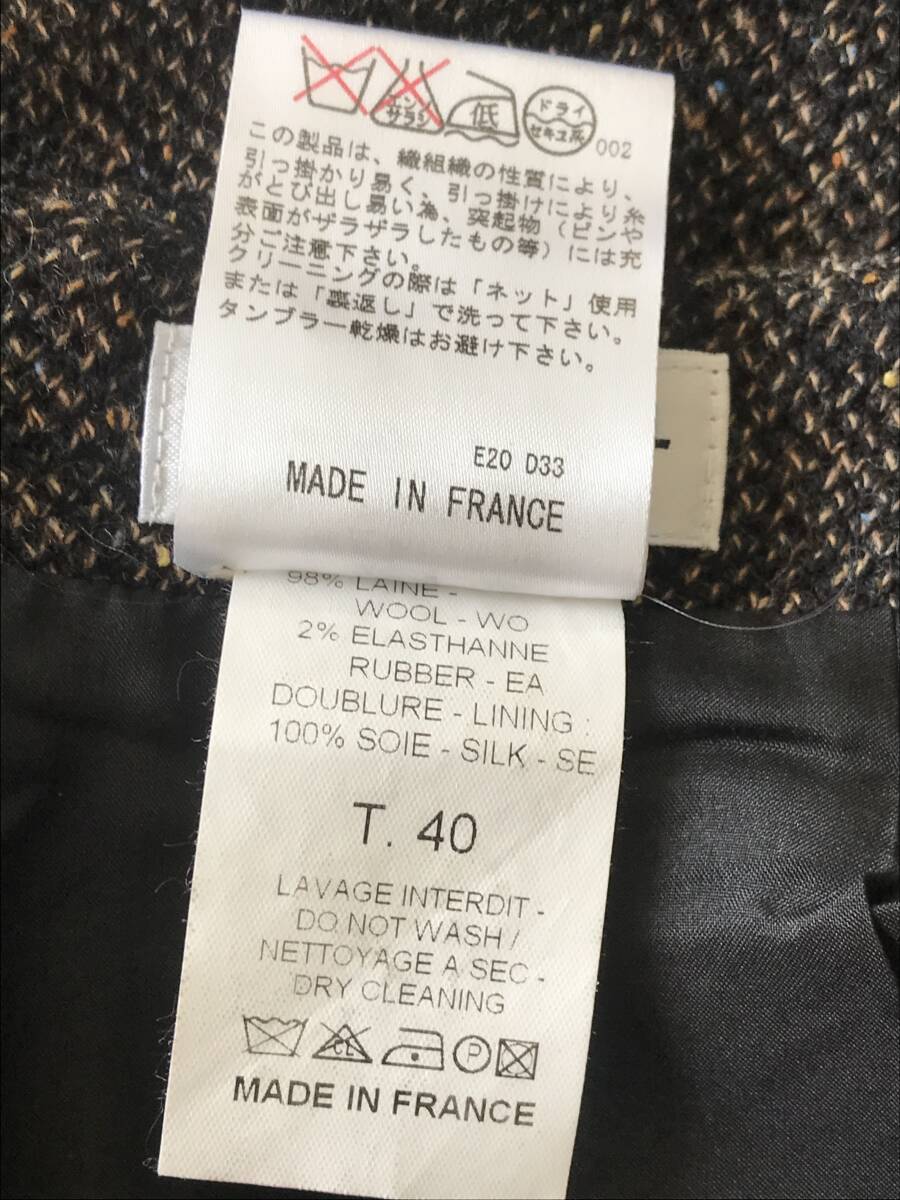 エンソ
サラシ
低
ドライ
セキユ系
002
この製品は、織組織の性質により、
引っ掛かり易く、引っ掛けにより糸
がとび出し易い為、突起物（ピンや
表面がザラザラしたもの等）には充
分ご注意下さい。
クリーニングの際は「ネット」使用
または「裏返し」で洗って下さい。
タンブラー乾燥はお避け下さい。
E20 D33
MADE IN FRANCE
98% LAINE -
WOOL - WO
2% ELASTHANNE
RUBBER - EA
DOUBLURE - LINING :
100% SOIE - SILK - SE
T. 40
LAVAGE INTERDIT -
DO NOT WASH /
NETTOYAGE A SEC -
DRY CLEANING
CL
P
MADE IN FRANCE